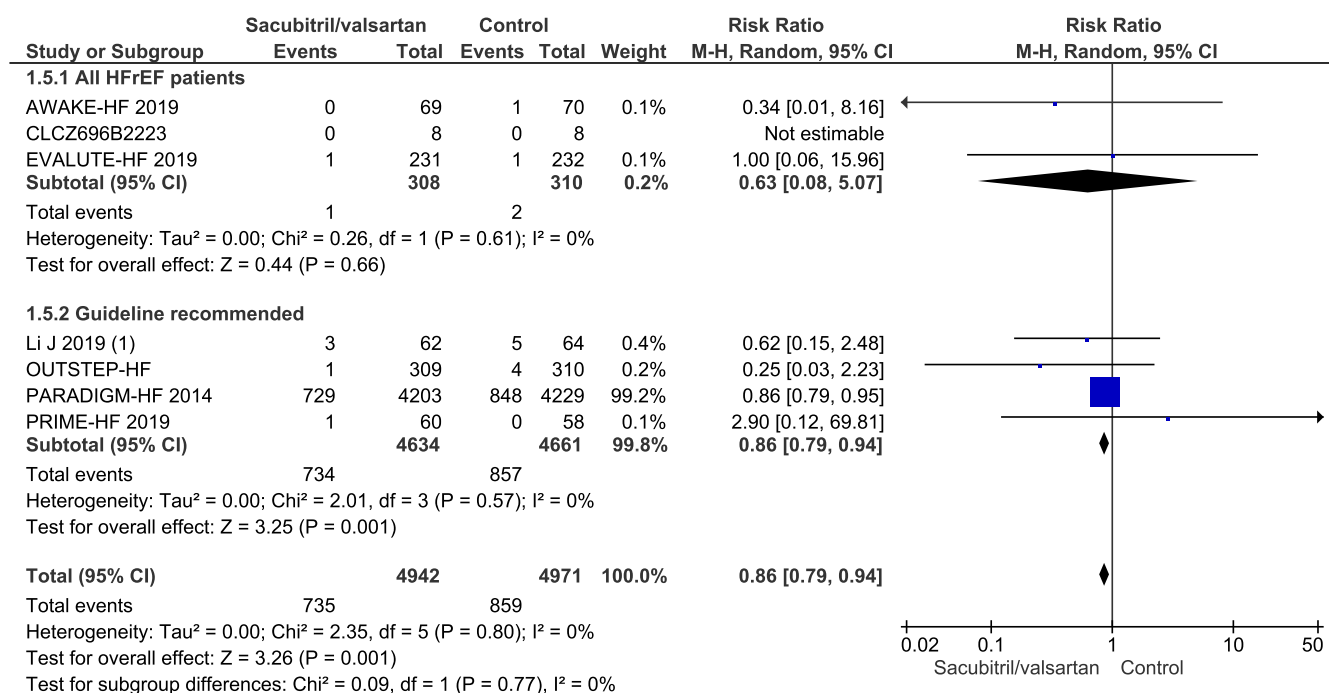 Sacubitril/valsartan Control Risk Ratio Risk Ratio
Study or Subgroup Events Total Events Total Weight M-H, Random, 95% CI M-H, Random, 95% CI
1.5.1 All HFrEF patients
AWAKE-HF 2019 0 69 1 70 0.1% 0.34 [0.01, 8.16]
CLCZ696B2223 0 8 0 8 Not estimable
EVALUTE-HF 2019 1 231 1 232 0.1% 1.00 [0.06, 15.96]
Subtotal (95% CI) 308 310 0.2% 0.63 [0.08, 5.07]
Total events 1 2
Heterogeneity: Tau² = 0.00; Chi² = 0.26, df = 1 (P = 0.61); I² = 0%
Test for overall effect: Z = 0.44 (P = 0.66)
1.5.2 Guideline recommended
Li J 2019 (1) 3 62 5 64 0.4% 0.62 [0.15, 2.48]
OUTSTEP-HF 1 309 4 310 0.2% 0.25 [0.03, 2.23]
PARADIGM-HF 2014 729 4203 848 4229 99.2% 0.86 [0.79, 0.95]
PRIME-HF 2019 1 60 0 58 0.1% 2.90 [0.12, 69.81]
Subtotal (95% CI) 4634 4661 99.8% 0.86 [0.79, 0.94]
Total events 734 857
Heterogeneity: Tau² = 0.00; Chi² = 2.01, df = 3 (P = 0.57); I² = 0%
Test for overall effect: Z = 3.25 (P = 0.001)
Total (95% CI) 4942 4971 100.0% 0.86 [0.79, 0.94]
Total events 735 859
Heterogeneity: Tau² = 0.00; Chi² = 2.35, df = 5 (P = 0.80); I² = 0%
Test for overall effect: Z = 3.26 (P = 0.001)
Test for subgroup differences: Chi² = 0.09, df = 1 (P = 0.77), I² = 0%
0.02 0.1 1 10 50
Sacubitril/valsartan Control